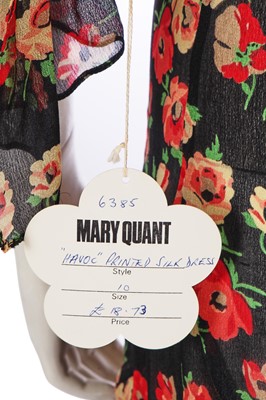 6385
MARY QUANT
"HAVOC" PRINTED SILK DRESS
Style
10
Size
£ 18.73
Price